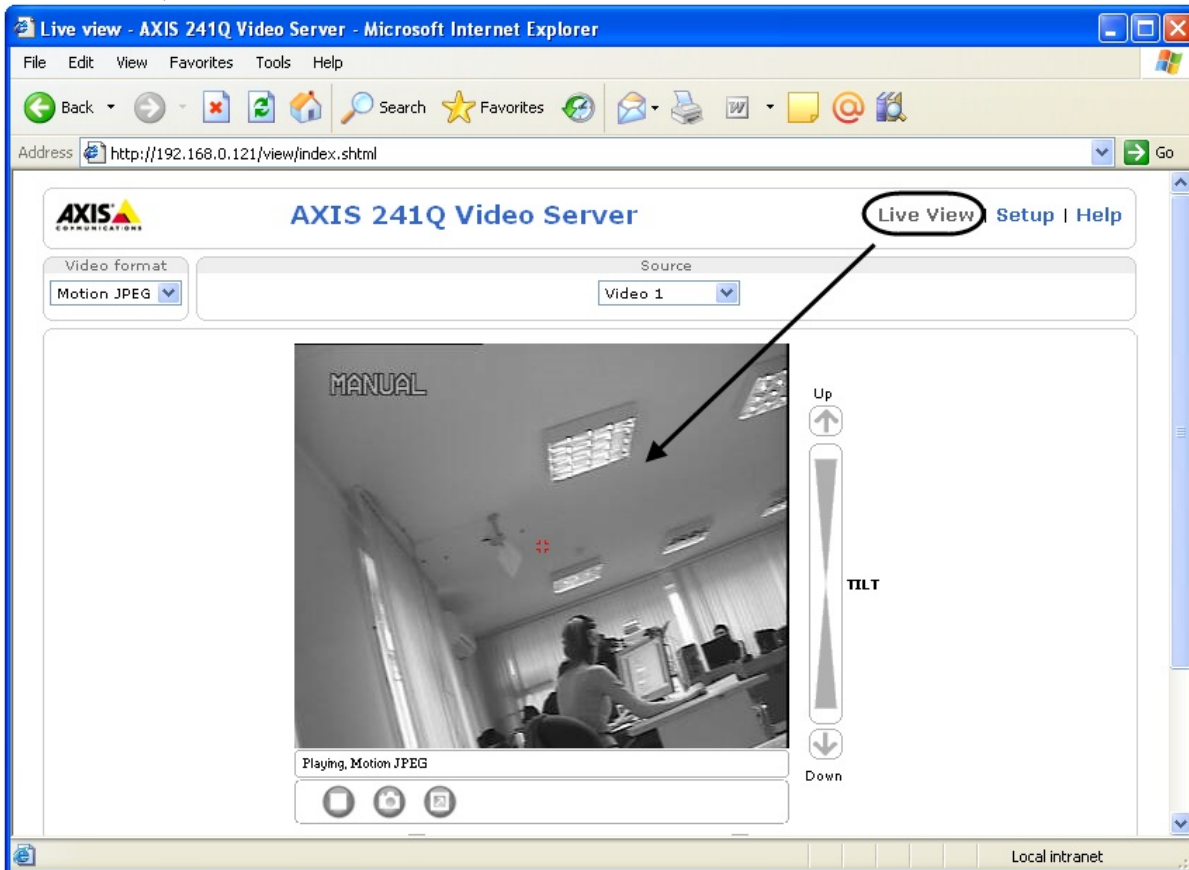 Live view - AXIS 241Q Video Server - Microsoft Internet Explorer
File Edit View Favorites Tools Help
Back Search Favorites
Address http://192.168.0.121/view/index.shtml Go
AXIS COMMUNICATIONS
AXIS 241Q Video Server
Live View | Setup | Help
Video format
Source
Motion JPEG
Video 1
MANUAL
Up
TILT
Playing, Motion JPEG
Down
Local intranet